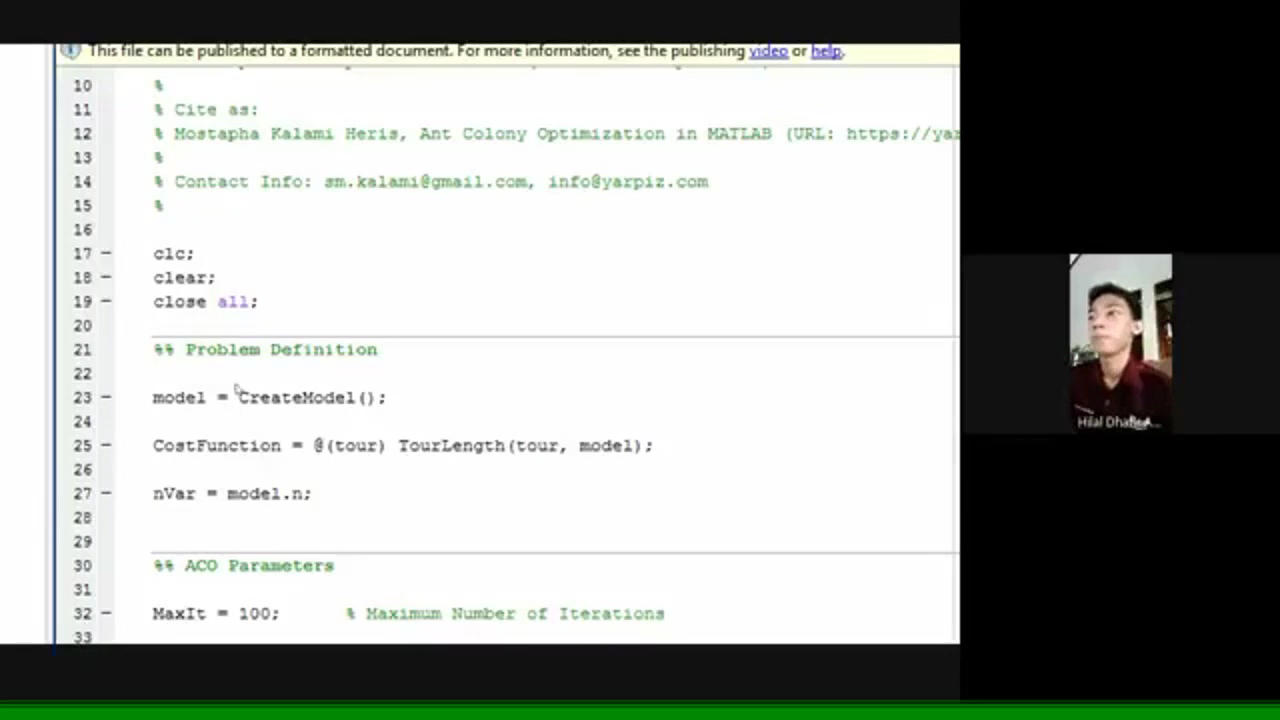 This file can be published to a formatted document. For more information, see the publishing video or help.
10 %
11 % Cite as:
12 % Mostapha Kalami Heris, Ant Colony Optimization in MATLAB (URL: https://yar
13 %
14 % Contact Info: sm.kalami@gmail.com, info@yarpiz.com
15 %
16
17 - clc;
18 - clear;
19 - close all;
20
21 %% Problem Definition
22
23 - model = CreateModel();
24
25 - CostFunction = @(tour) TourLength(tour, model);
26
27 - nVar = model.n;
28
29
30 %% ACO Parameters
31
32 - MaxIt = 100; % Maximum Number of Iterations
33
Hilal